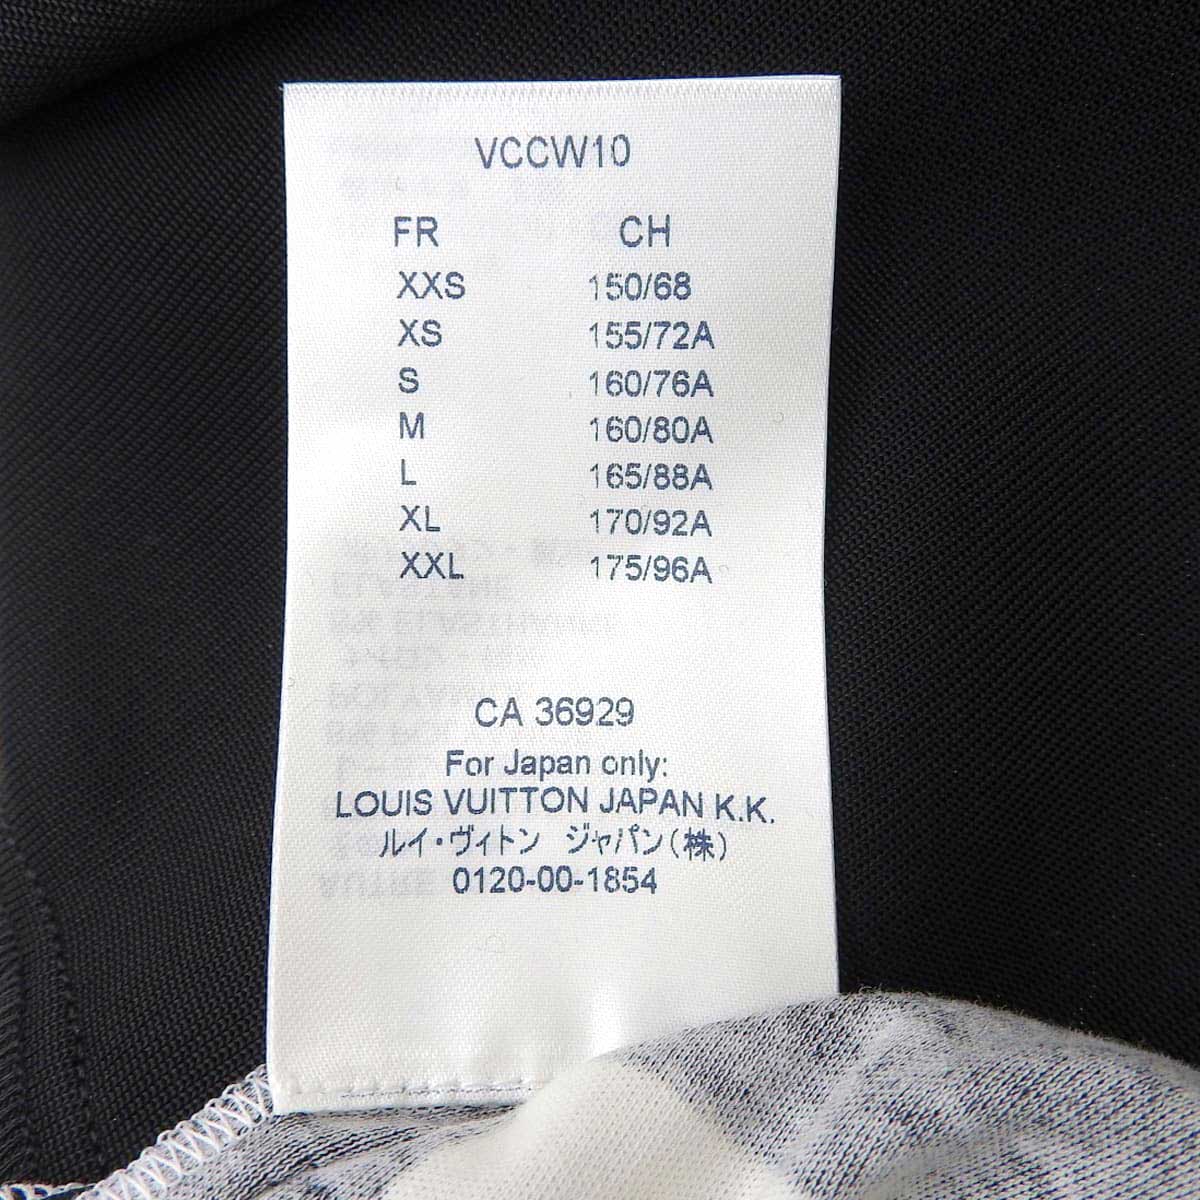 VCCW10
FR CH
XXS 150/68
XS 155/72A
S 160/76A
M 160/80A
L 165/88A
XL 170/92A
XXL 175/96A
CA 36929
For Japan only:
LOUIS VUITTON JAPAN K.K.
ルイ・ヴィトン ジャパン(株)
0120-00-1854